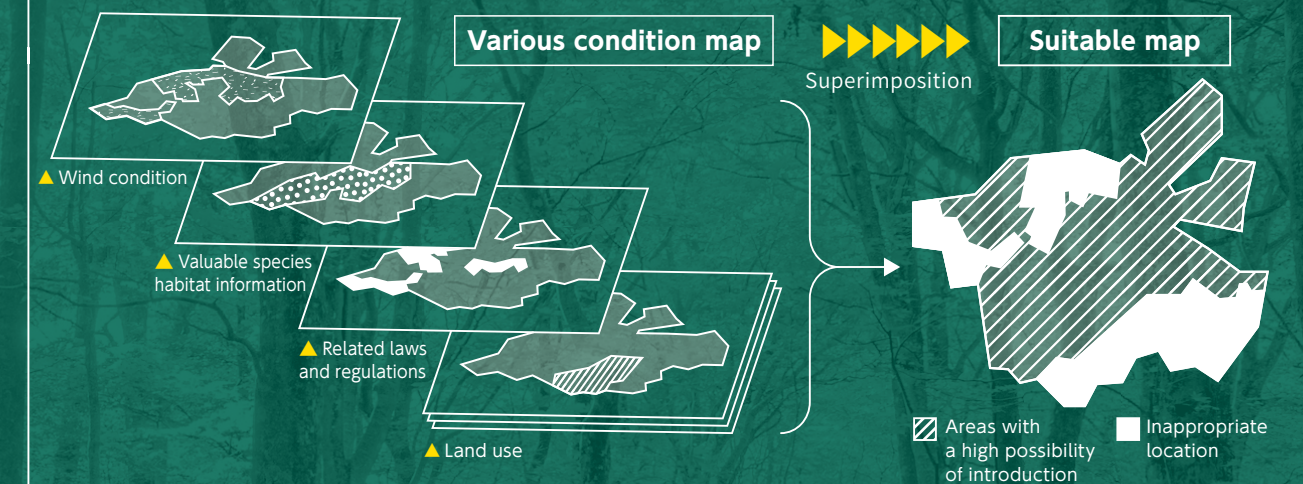 Various condition map
Superimposition
Suitable map
▲ Wind condition
▲ Valuable species
habitat information
▲ Related laws
and regulations
▲ Land use
Areas with
a high possibility
of introduction
Inappropriate
location